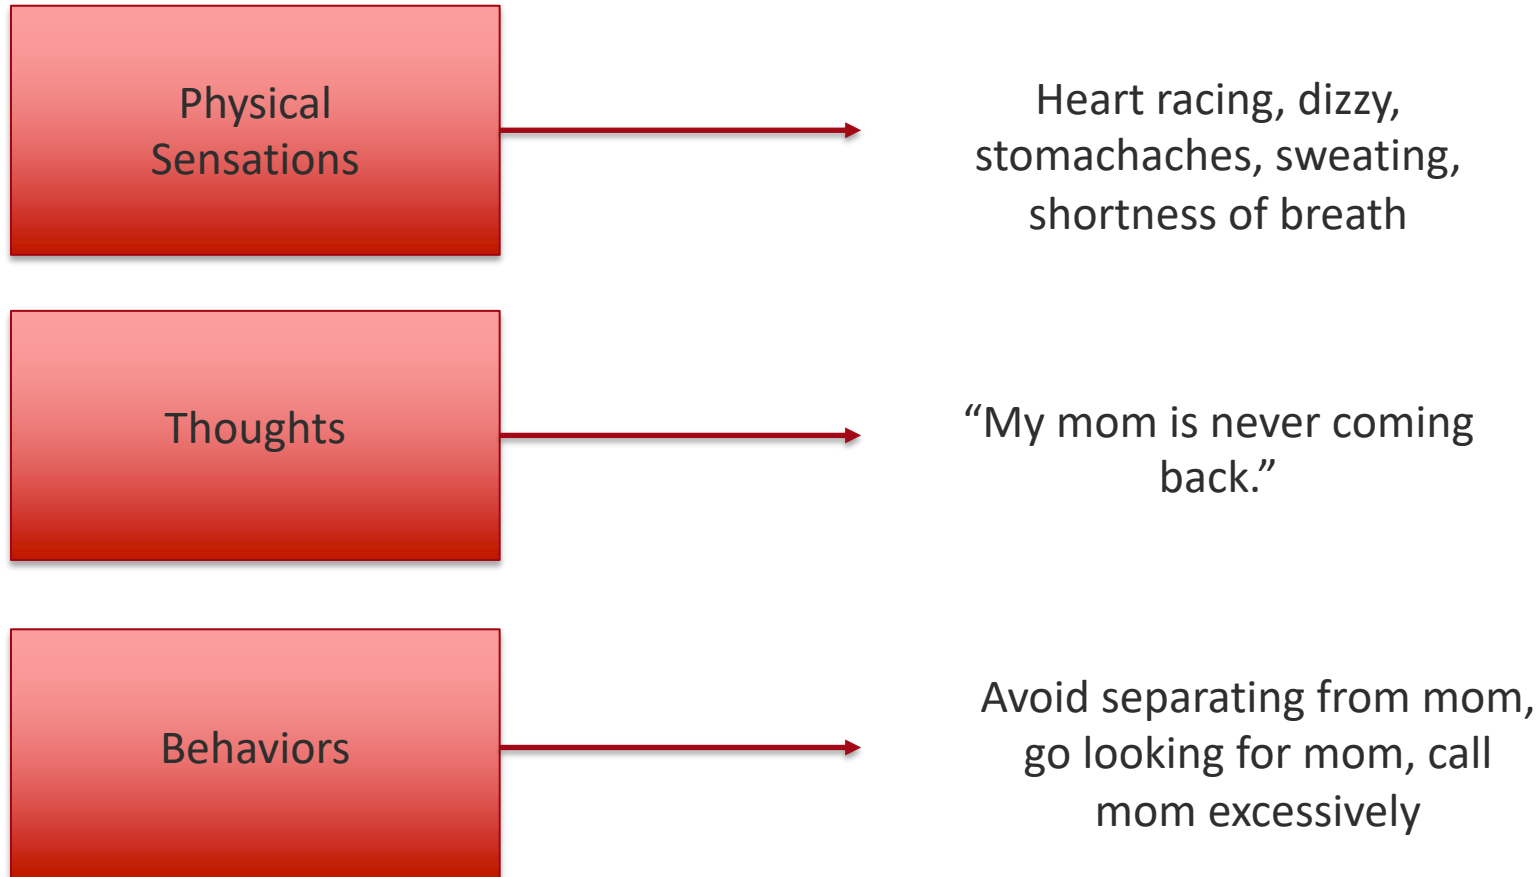 Physical
Sensations
Heart racing, dizzy,
stomachaches, sweating,
shortness of breath
Thoughts
“My mom is never coming
back.”
Behaviors
Avoid separating from mom,
go looking for mom, call
mom excessively